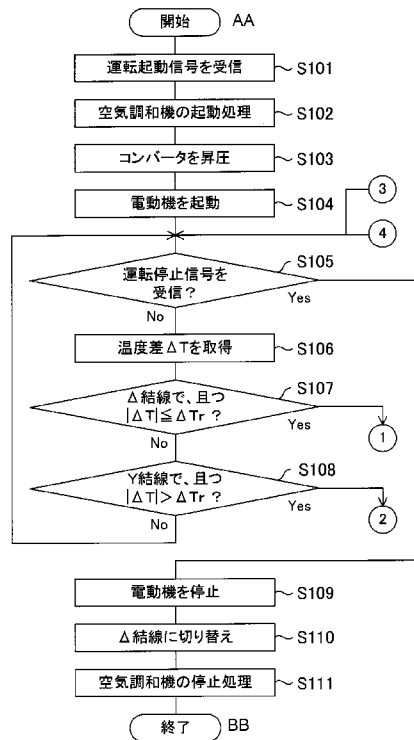 開始 AA
運転起動信号を受信 S101
空気調和機の起動処理 S102
コンバータを昇圧 S103
電動機を起動 S104
3
4
運転停止信号を
受信?
S105
Yes
No
温度差ΔTを取得 S106
Δ結線で、且つ
|ΔT|≦ΔTr ?
S107
Yes
No
1
Y結線で、且つ
|ΔT|>ΔTr ?
S108
Yes
No
2
電動機を停止 S109
Δ結線に切り替え S110
空気調和機の停止処理 S111
終了 BB